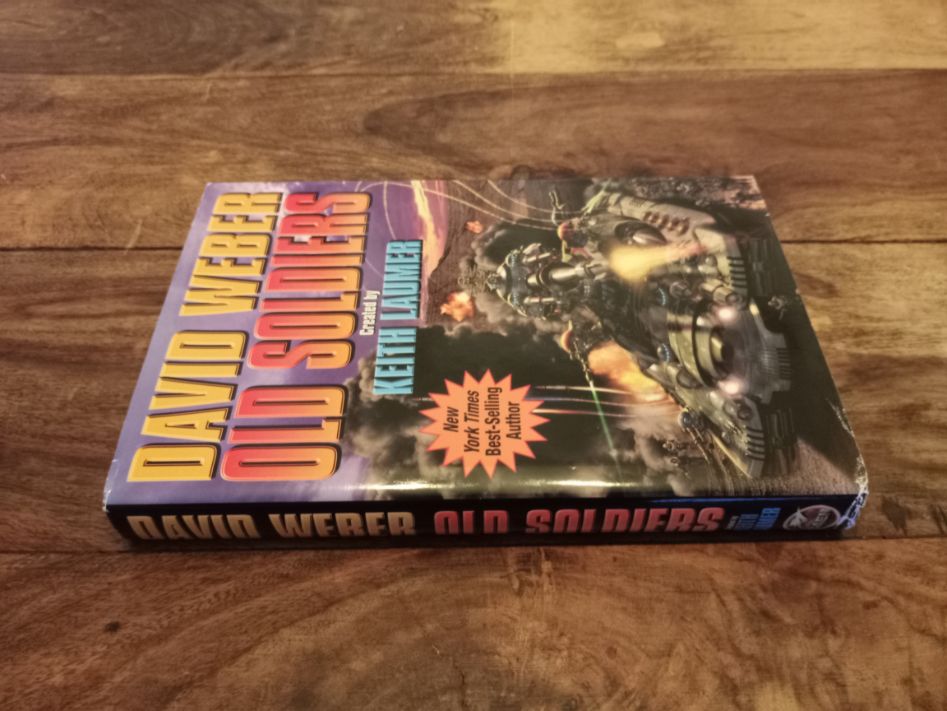 DAVID WEBER
OLD SOLDIERS
Created by
KEITH LAUMER
New
York Times
Best-Selling
Author
DAVID WEBER OLD SOLDIERS